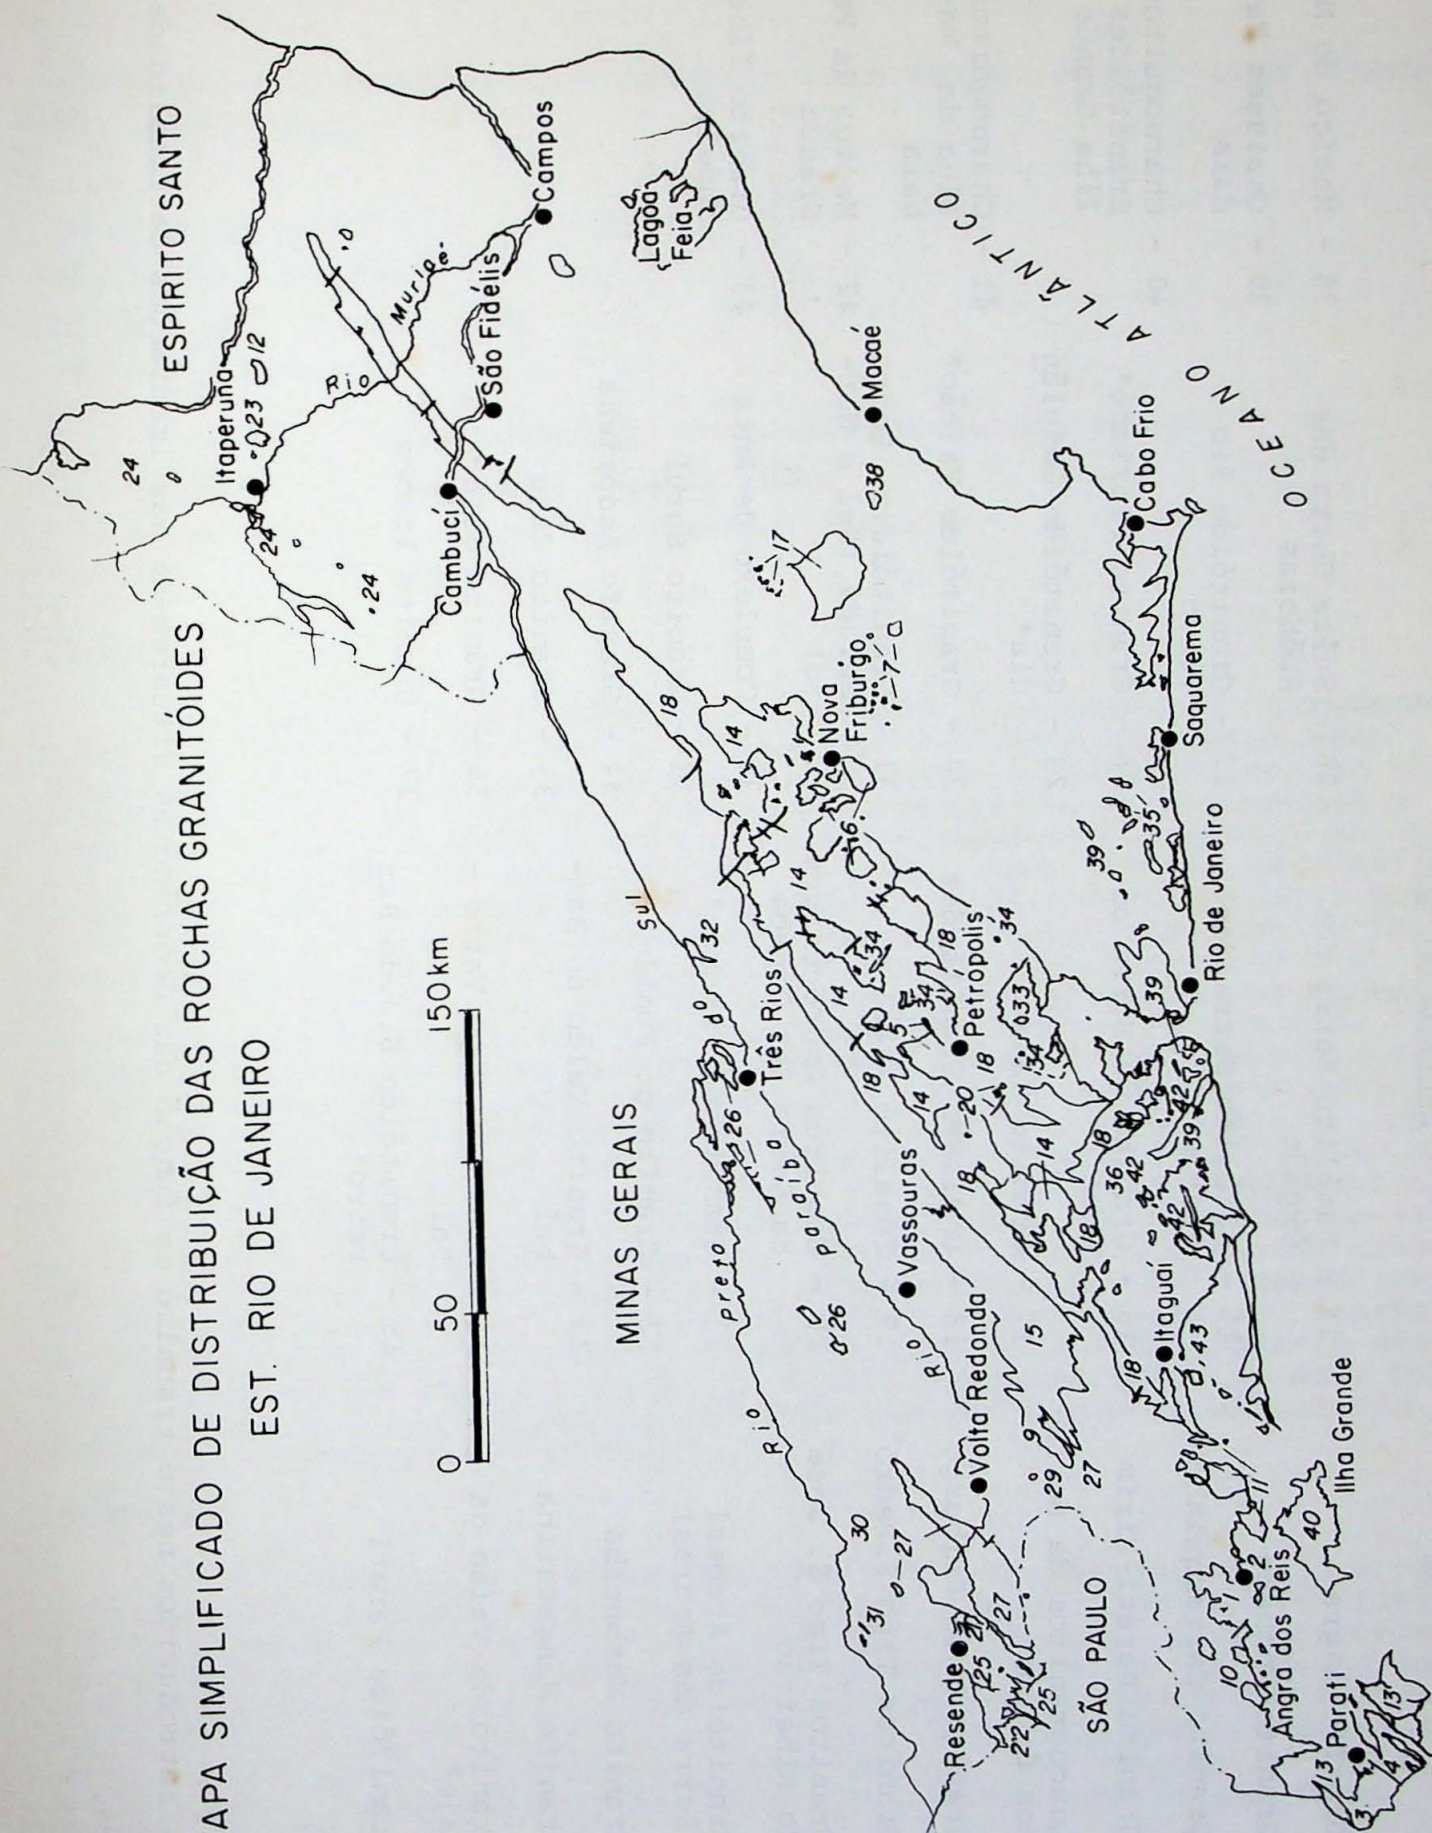 APA SIMPLIFICADO DE DISTRIBUIÇÃO DAS ROCHAS GRANITÓIDES
EST. RIO DE JANEIRO
0 50 150 km
ESPIRITO SANTO
MINAS GERAIS
SÃO PAULO
OCEANO ATLÂNTICO
24
Itaperuna
23
12
24
24
Rio
Muriaé
Cambucí
São Fidélis
Campos
Lagoa
Feia
Macaé
38
17
18
14
Nova
Friburgo
7
16
14
Sul
do
32
Três Rios
26
Paraíba
Preto
Rio
26
Rio
Vassouras
34
14
18
5
34
Petrópolis
34
33
18
14
20
18
34
14
18
18
18
36
42
42
39
42
21
39
Rio de Janeiro
39
35
Saquarema
Cabo Frio
15
Volta Redonda
29
9
27
18
Itaguaí
43
30
31
27
Resende
21
25
27
22
25
11
1
2
10
Angra dos Reis
40
Ilha Grande
Parati
13
3
4
13